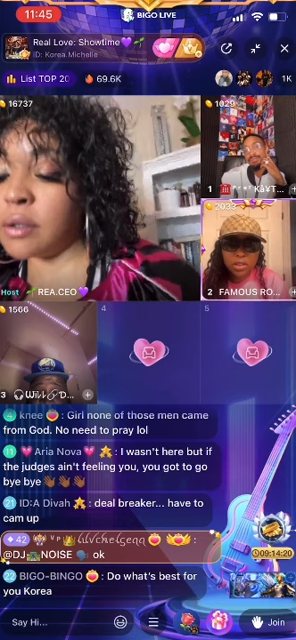 11:45
BIGO LIVE
Real Love: Showtime💜🌱
ID: Korea.Michelle
List TOP 20
69.6K
1K
16737
1029
1
2
FAMOUS RO...
Host 🌱 REA.CEO💜
1566
4
5
3
knee 😍 : Girl none of those men came
from God. No need to pray lol
11 💗 Aria Nova 💗 : I wasn't here but if
the judges ain't feeling you, you got to go
bye bye 👋🏾👋🏾👋🏾
21 ID:A Divah : deal breaker... have to
cam up
42
@DJ NOISE 🗣 ok
09:14:20
22 BIGO-BINGO : Do what's best for
you Korea
Say Hi...
Join